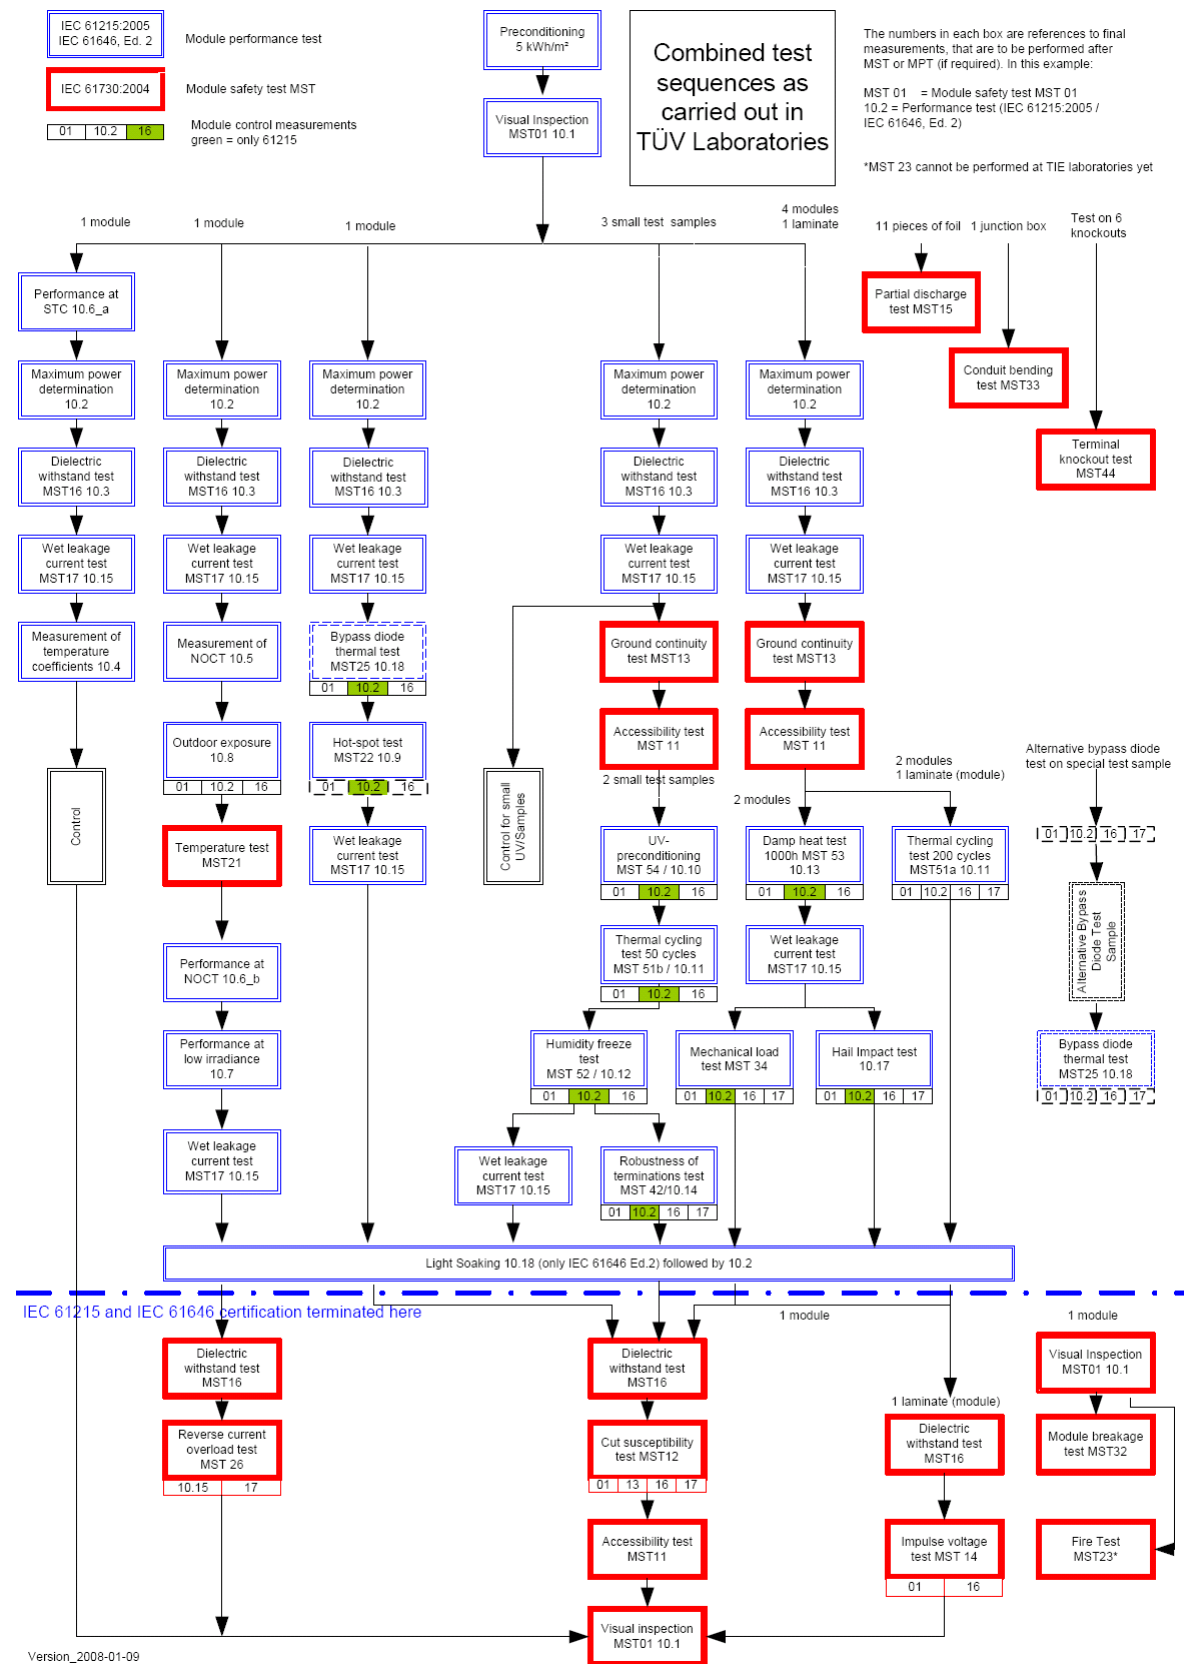 IEC 61215:2005
IEC 61646, Ed. 2
Module performance test
IEC 61730:2004
Module safety test MST
01 10.2 16
Module control measurements
green = only 61215
Preconditioning
5 kWh/m²
Visual Inspection
MST01 10.1
Combined test
sequences as
carried out in
TÜV Laboratories
The numbers in each box are references to final
measurements, that are to be performed after
MST or MPT (if required). In this example:
MST 01 = Module safety test MST 01
10.2 = Performance test (IEC 61215:2005 /
IEC 61646, Ed. 2)
*MST 23 cannot be performed at TIE laboratories yet
1 module
1 module
1 module
3 small test samples
4 modules
1 laminate
11 pieces of foil
1 junction box
Test on 6
knockouts
Performance at
STC 10.6_a
Partial discharge
test MST15
Conduit bending
test MST33
Terminal
knockout test
MST44
Maximum power
determination
10.2
Maximum power
determination
10.2
Maximum power
determination
10.2
Maximum power
determination
10.2
Maximum power
determination
10.2
Dielectric
withstand test
MST16 10.3
Dielectric
withstand test
MST16 10.3
Dielectric
withstand test
MST16 10.3
Dielectric
withstand test
MST16 10.3
Dielectric
withstand test
MST16 10.3
Wet leakage
current test
MST17 10.15
Wet leakage
current test
MST17 10.15
Wet leakage
current test
MST17 10.15
Wet leakage
current test
MST17 10.15
Wet leakage
current test
MST17 10.15
Measurement of
temperature
coefficients 10.4
Measurement of
NOCT 10.5
Bypass diode
thermal test
MST25 10.18
01 10.2 16
Ground continuity
test MST13
Ground continuity
test MST13
Outdoor exposure
10.8
01 10.2 16
Hot-spot test
MST22 10.9
01 10.2 16
Accessibility test
MST 11
Accessibility test
MST 11
2 small test samples
2 modules
2 modules
1 laminate (module)
Alternative bypass diode
test on special test sample
Control
Temperature test
MST21
Wet leakage
current test
MST17 10.15
Control for small
UV/Samples
UV-
preconditioning
MST 54 / 10.10
01 10.2 16
Damp heat test
1000h MST 53
10.13
01 10.2 16
Thermal cycling
test 200 cycles
MST51a 10.11
01 10.2 16 17
01 10.2 16 17
Alternative Bypass
Diode Test
Sample
Performance at
NOCT 10.6_b
Thermal cycling
test 50 cycles
MST 51b / 10.11
01 10.2 16
Wet leakage
current test
MST17 10.15
Performance at
low irradiance
10.7
Humidity freeze
test
MST 52 / 10.12
01 10.2 16
Mechanical load
test MST 34
01 10.2 16 17
Hail Impact test
10.17
01 10.2 16 17
Bypass diode
thermal test
MST25 10.18
01 10.2 16 17
Wet leakage
current test
MST17 10.15
Wet leakage
current test
MST17 10.15
Robustness of
terminations test
MST 42/10.14
01 10.2 16 17
Light Soaking 10.18 (only IEC 61646 Ed.2) followed by 10.2
IEC 61215 and IEC 61646 certification terminated here
1 module
1 module
Dielectric
withstand test
MST16
Dielectric
withstand test
MST16
Visual Inspection
MST01 10.1
1 laminate (module)
Reverse current
overload test
MST 26
10.15 17
Cut susceptibility
test MST12
01 13 16 17
Dielectric
withstand test
MST16
Module breakage
test MST32
Accessibility test
MST11
Impulse voltage
test MST 14
01 16
Fire Test
MST23*
Visual inspection
MST01 10.1
Version_2008-01-09